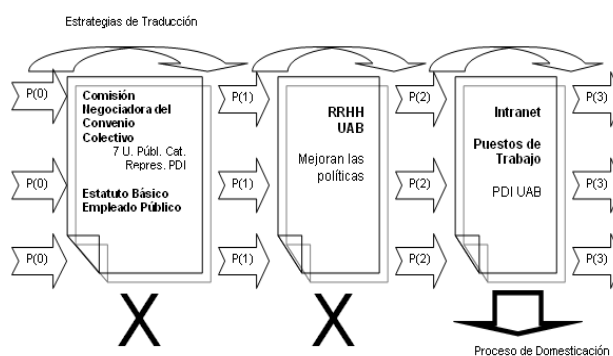 Estrategias de Traducción
P(0)
P(0)
P(0)
Comisión
Negociadora del
Convenio
Colectivo
7 U. Públ. Cat.
Repres. PDI
Estatuto Básico
Empleado Público
P(1)
P(1)
P(1)
RRHH
UAB
Mejoran las
políticas
P(2)
P(2)
P(2)
Intranet
Puestos de
Trabajo
PDI UAB
P(3)
P(3)
P(3)
X
X
Proceso de Domesticación